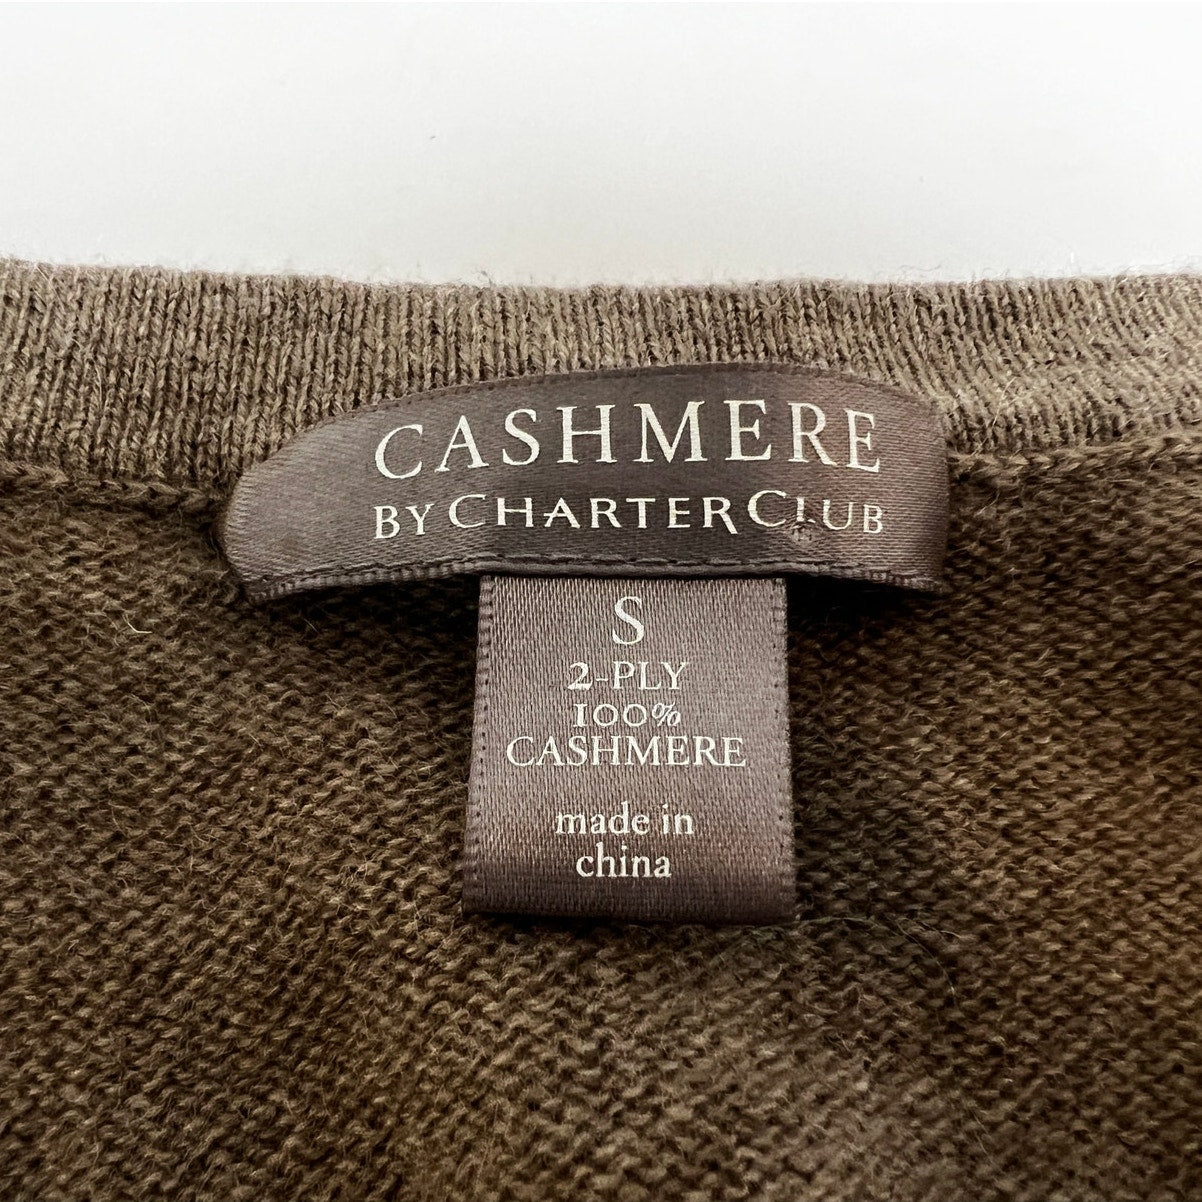 CASHMERE
BY CHARTER CLUB
S
2-PLY
100%
CASHMERE
made in
china